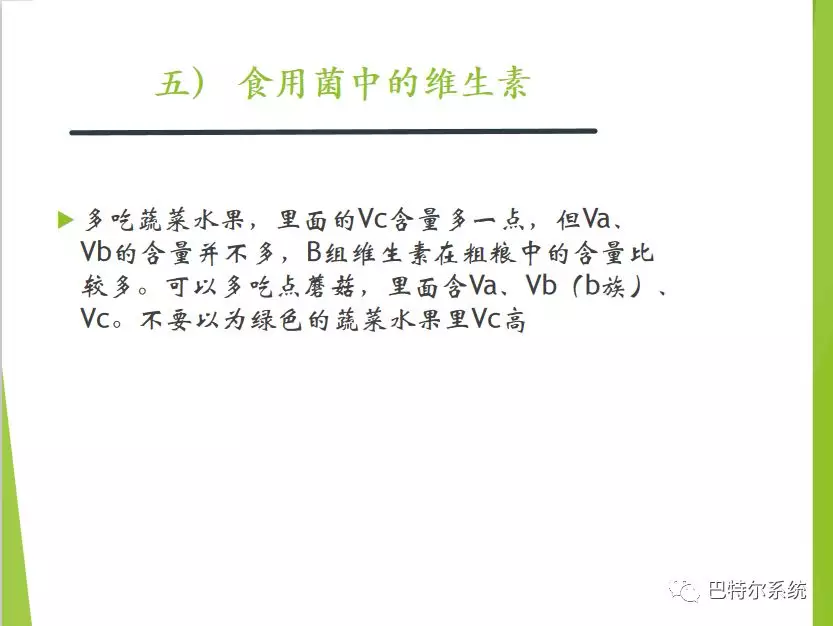 五） 食用菌中的维生素
多吃蔬菜水果，里面的Vc含量多一点，但Va、
Vb的含量并不多，B组维生素在粗粮中的含量比
较多。可以多吃点蘑菇，里面含Va、Vb（b族）、
Vc。不要以为绿色的蔬菜水果里Vc高
巴特尔系统